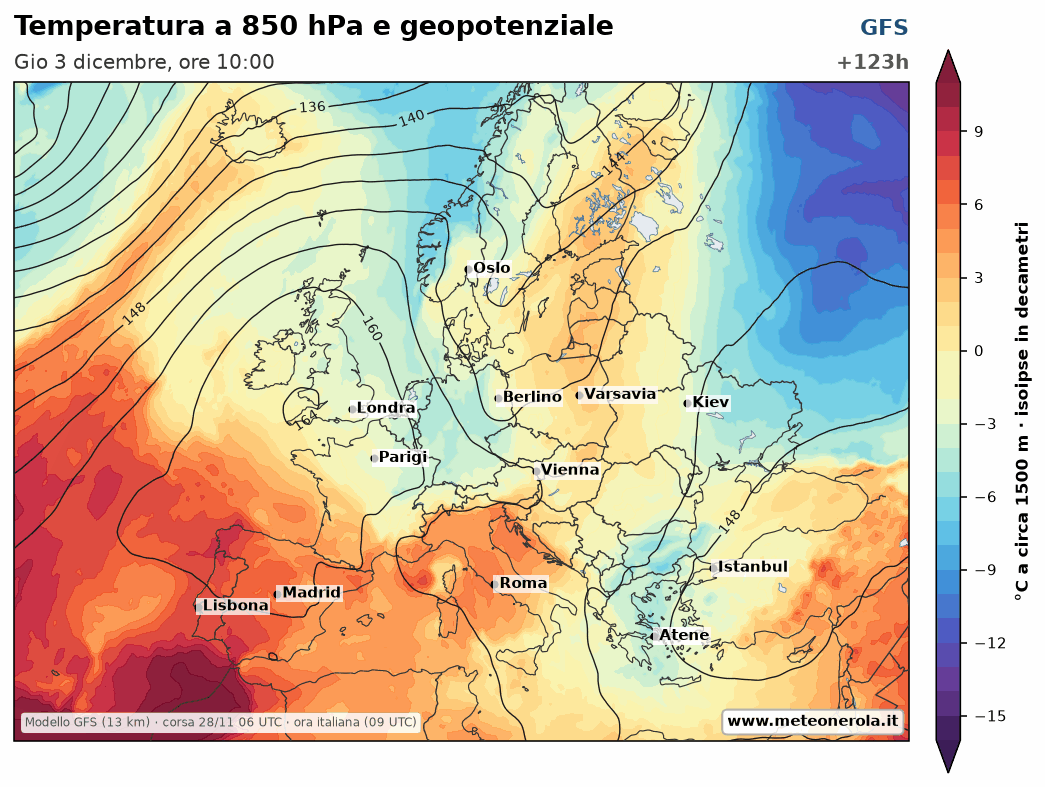 Temperatura a 850 hPa e geopotenziale
GFS
Gio 3 dicembre, ore 10:00
+123h
136
140
144
148
160
164
148
Oslo
Berlino
Varsavia
Kiev
Londra
Parigi
Vienna
Istanbul
Roma
Madrid
Lisbona
Atene
Modello GFS (13 km) · corsa 28/11 06 UTC · ora italiana (09 UTC)
www.meteonerola.it
9
6
3
0
−3
−6
−9
−12
−15
°C a circa 1500 m · isoipse in decametri